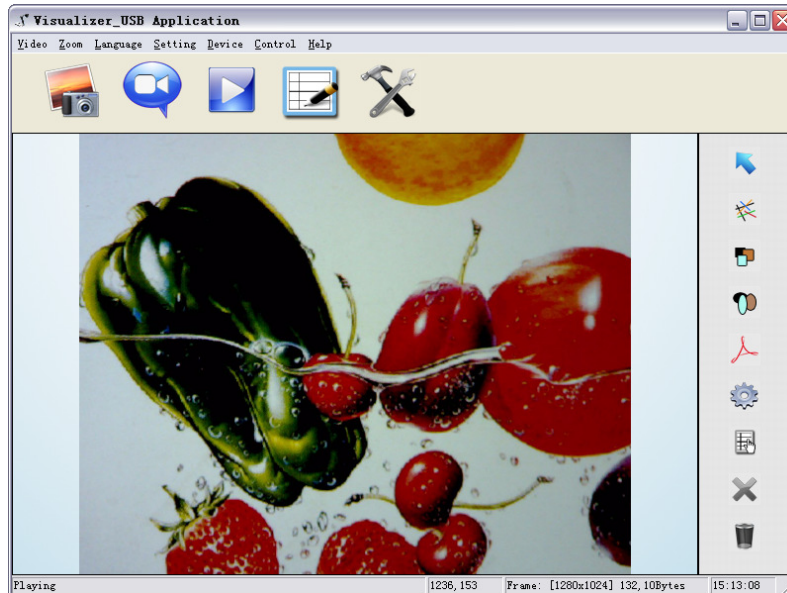 Visualizer_USB Application
Video Zoom Language Setting Device Control Help
Playing 1236,153 Frame: [1280x1024] 132,10Bytes 15:13:08